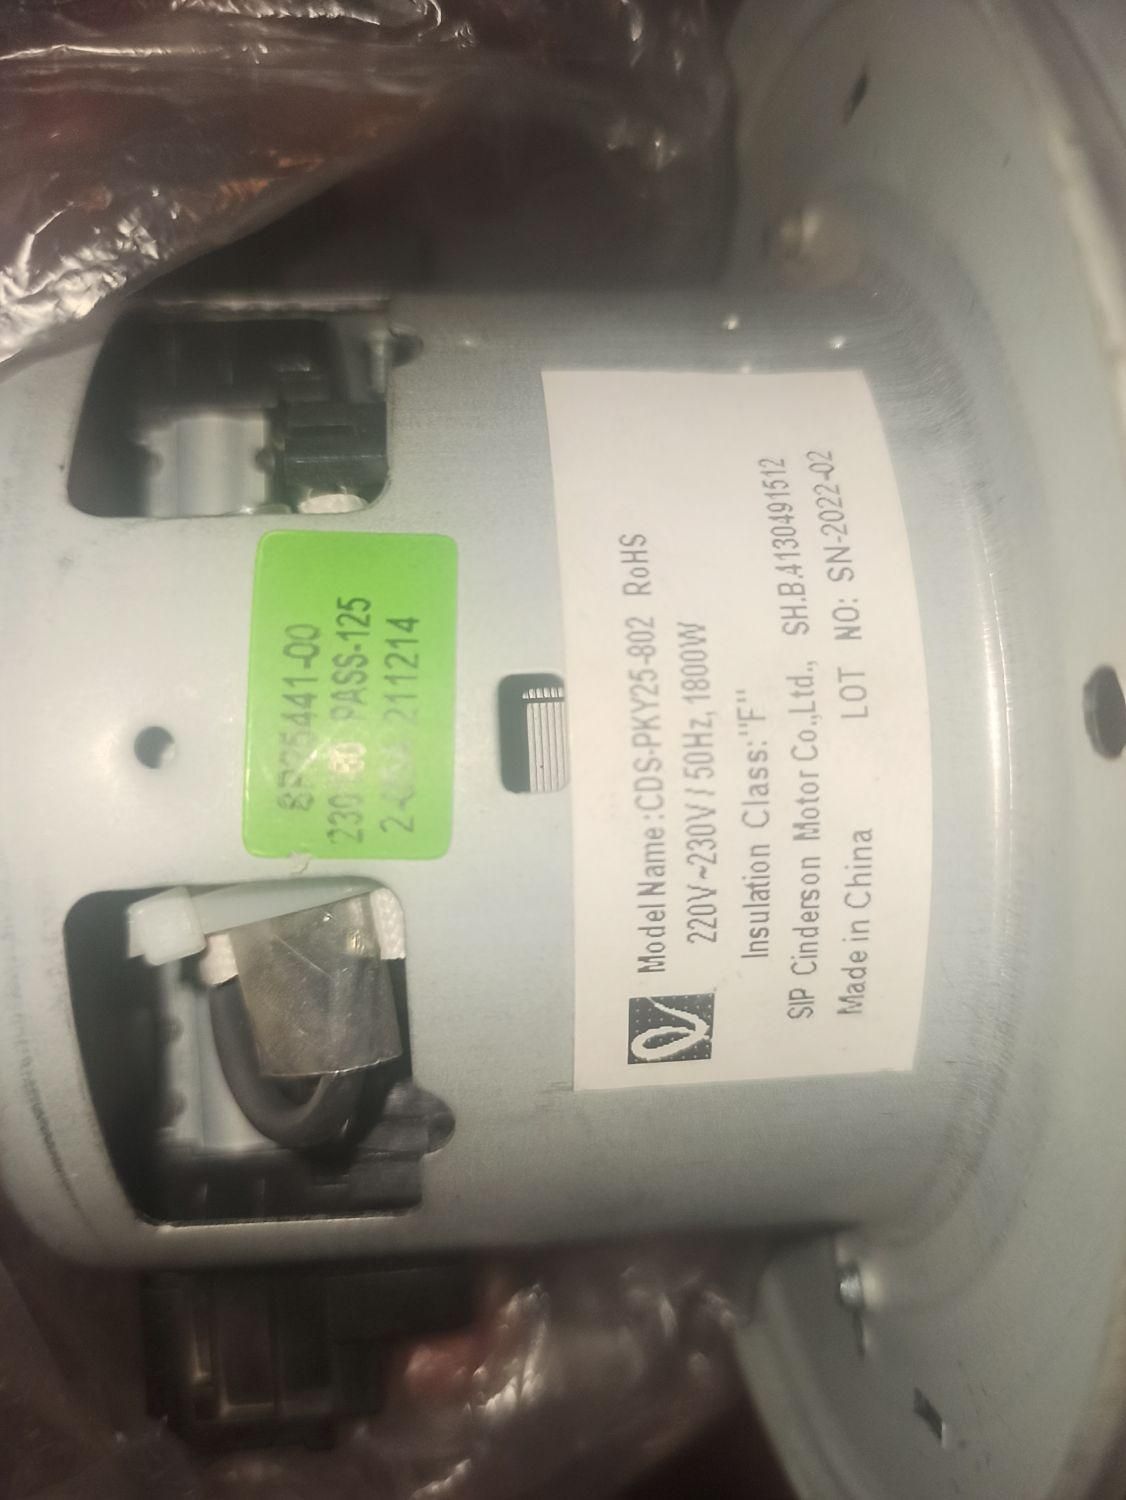 Model Name:CDS-PKY25-802 RoHS
220V~230V / 50Hz, 1800W
Insulation Class:"F"
SIP Cinderson Motor Co.,Ltd., SH.B.4130491512
Made in China LOT NO: SN-2022-02
PASS-125
211214